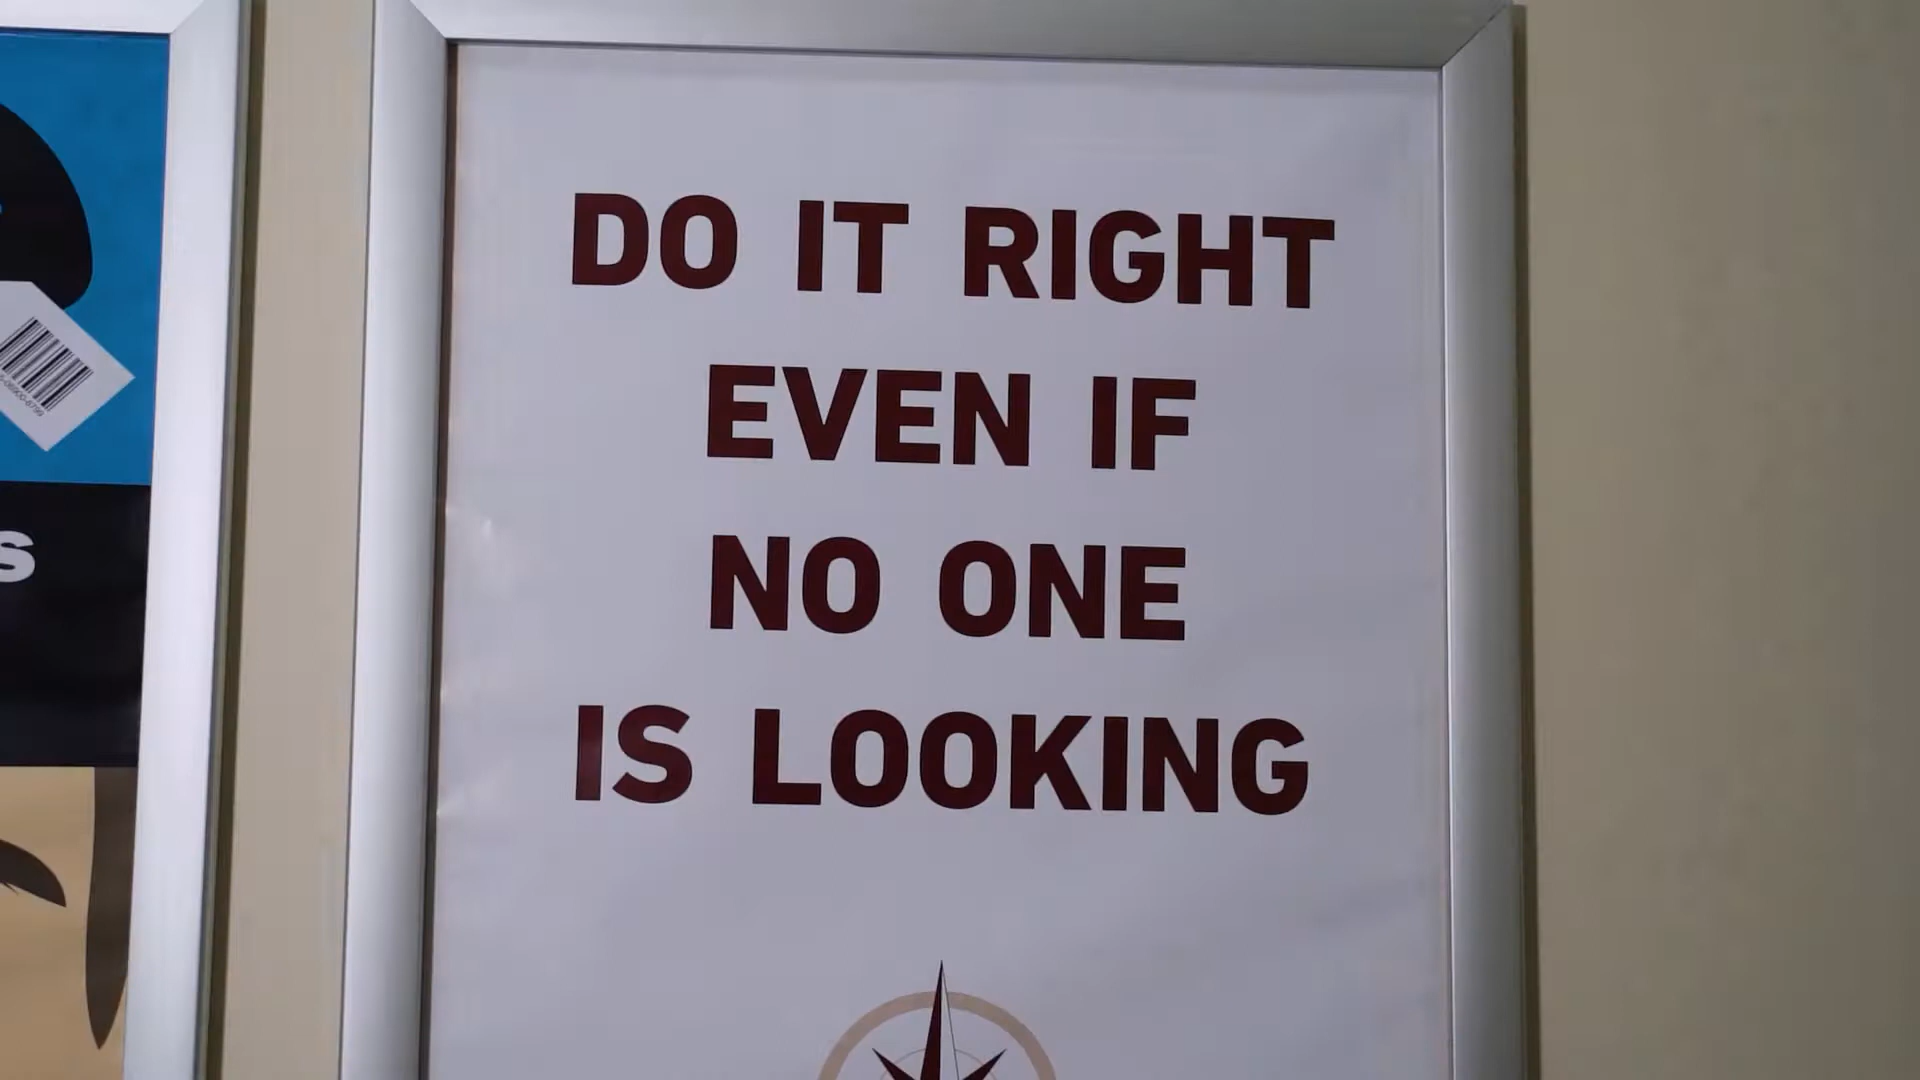 DO IT RIGHT
EVEN IF
NO ONE
IS LOOKING
S